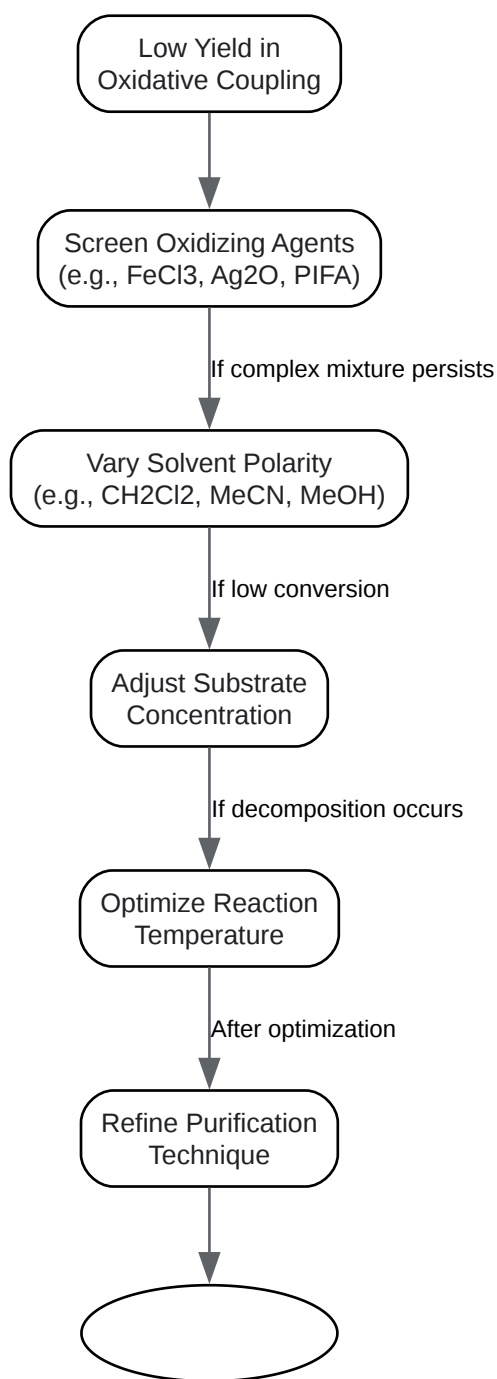 Low Yield in
Oxidative Coupling
Screen Oxidizing Agents
(e.g., FeCl3, Ag2O, PIFA)
If complex mixture persists
Vary Solvent Polarity
(e.g., CH2Cl2, MeCN, MeOH)
If low conversion
Adjust Substrate
Concentration
If decomposition occurs
Optimize Reaction
Temperature
After optimization
Refine Purification
Technique